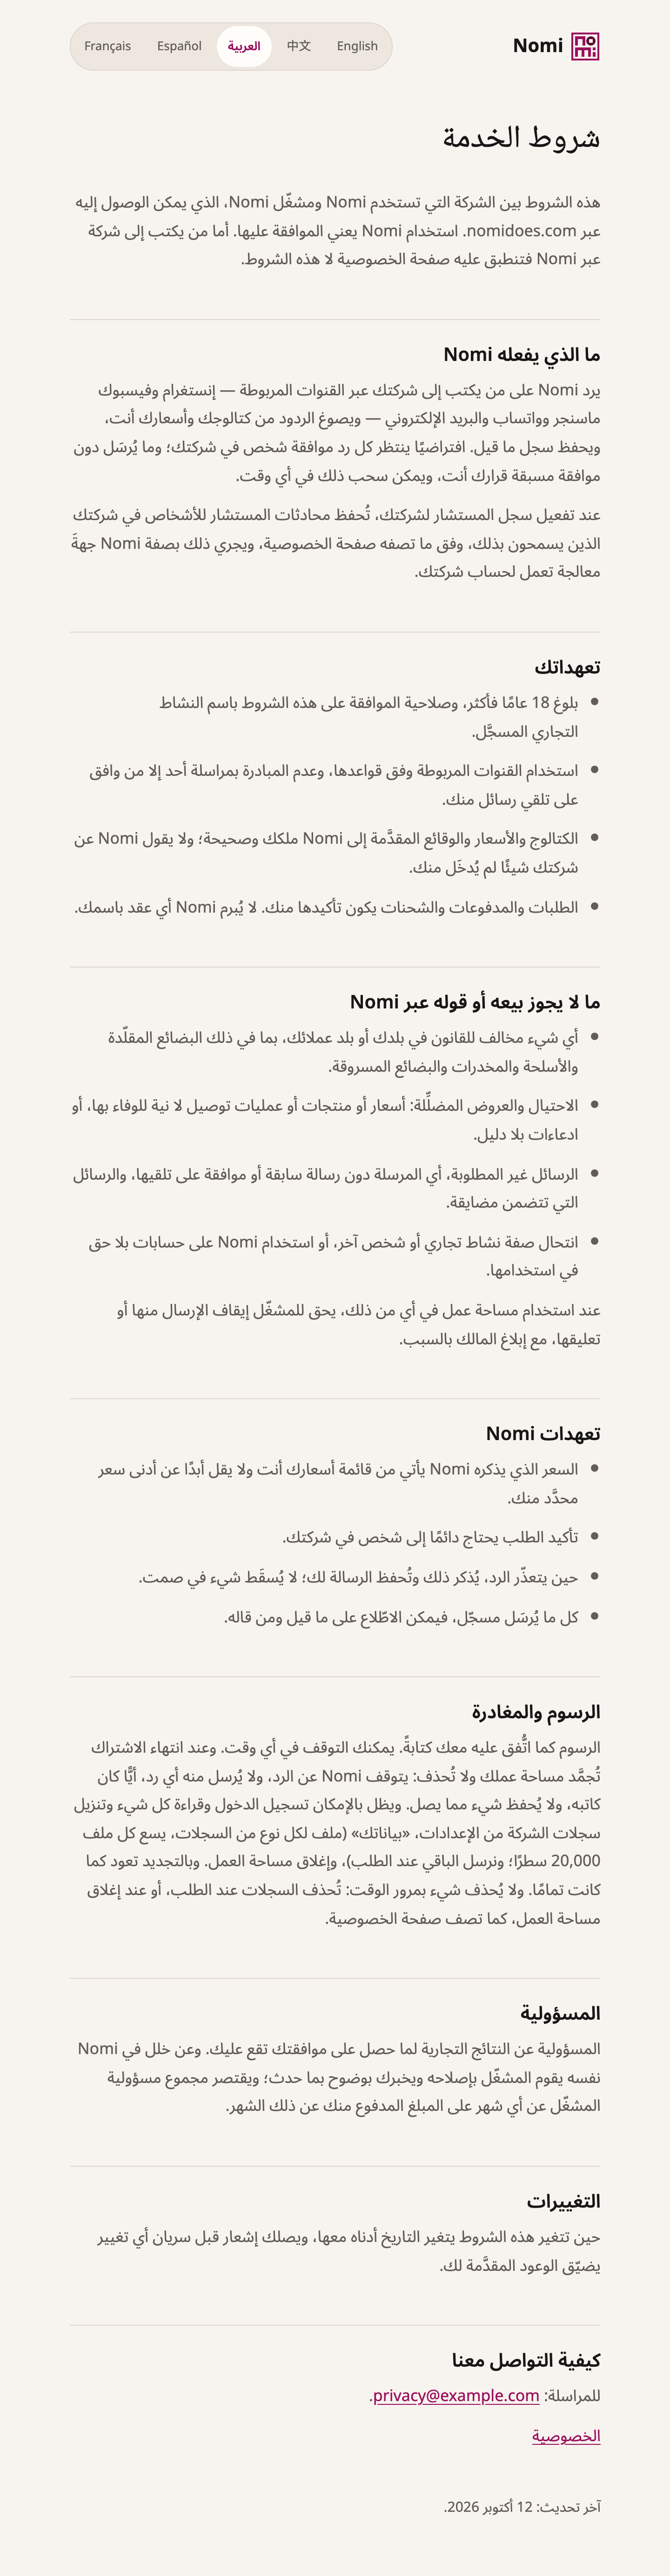 Nomi
English
中文
العربية
Español
Français
شروط الخدمة
هذه الشروط بين الشركة التي تستخدم Nomi ومشغّل Nomi، الذي يمكن الوصول إليه
عبر nomidoes.com. استخدام Nomi يعني الموافقة عليها. أما من يكتب إلى شركة
عبر Nomi فتنطبق عليه صفحة الخصوصية لا هذه الشروط.
ما الذي يفعله Nomi
يرد Nomi على من يكتب إلى شركتك عبر القنوات المربوطة — إنستغرام وفيسبوك
ماسنجر وواتساب والبريد الإلكتروني — ويصوغ الردود من كتالوجك وأسعارك أنت،
ويحفظ سجل ما قيل. افتراضيًا ينتظر كل رد موافقة شخص في شركتك؛ وما يُرسَل دون
موافقة مسبقة قرارك أنت، ويمكن سحب ذلك في أي وقت.
عند تفعيل سجل المستشار لشركتك، تُحفظ محادثات المستشار للأشخاص في شركتك
الذين يسمحون بذلك، وفق ما تصفه صفحة الخصوصية، ويجري ذلك بصفة Nomi جهةَ
معالجة تعمل لحساب شركتك.
تعهداتك
بلوغ 18 عامًا فأكثر، وصلاحية الموافقة على هذه الشروط باسم النشاط
التجاري المسجَّل.
استخدام القنوات المربوطة وفق قواعدها، وعدم المبادرة بمراسلة أحد إلا من وافق
على تلقي رسائل منك.
الكتالوج والأسعار والوقائع المقدَّمة إلى Nomi ملكك وصحيحة؛ ولا يقول Nomi عن
شركتك شيئًا لم يُدخَل منك.
الطلبات والمدفوعات والشحنات يكون تأكيدها منك. لا يُبرم Nomi أي عقد باسمك.
ما لا يجوز بيعه أو قوله عبر Nomi
أي شيء مخالف للقانون في بلدك أو بلد عملائك، بما في ذلك البضائع المقلّدة
والأسلحة والمخدرات والبضائع المسروقة.
الاحتيال والعروض المضلِّلة: أسعار أو منتجات أو عمليات توصيل لا نية للوفاء بها، أو
ادعاءات بلا دليل.
الرسائل غير المطلوبة، أي المرسلة دون رسالة سابقة أو موافقة على تلقيها، والرسائل
التي تتضمن مضايقة.
انتحال صفة نشاط تجاري أو شخص آخر، أو استخدام Nomi على حسابات بلا حق
في استخدامها.
عند استخدام مساحة عمل في أي من ذلك، يحق للمشغّل إيقاف الإرسال منها أو
تعليقها، مع إبلاغ المالك بالسبب.
تعهدات Nomi
السعر الذي يذكره Nomi يأتي من قائمة أسعارك أنت ولا يقل أبدًا عن أدنى سعر
محدَّد منك.
تأكيد الطلب يحتاج دائمًا إلى شخص في شركتك.
حين يتعذّر الرد، يُذكر ذلك وتُحفظ الرسالة لك؛ لا يُسقَط شيء في صمت.
كل ما يُرسَل مسجّل، فيمكن الاطّلاع على ما قيل ومن قاله.
الرسوم والمغادرة
الرسوم كما اتُّفق عليه معك كتابةً. يمكنك التوقف في أي وقت. وعند انتهاء الاشتراك
تُجمَّد مساحة عملك ولا تُحذف: يتوقف Nomi عن الرد، ولا يُرسل منه أي رد، أيًّا كان
كاتبه، ولا يُحفظ شيء مما يصل. ويظل بالإمكان تسجيل الدخول وقراءة كل شيء وتنزيل
سجلات الشركة من الإعدادات، «بياناتك» (ملف لكل نوع من السجلات، يسع كل ملف
20,000 سطرًا؛ ونرسل الباقي عند الطلب)، وإغلاق مساحة العمل. وبالتجديد تعود كما
كانت تمامًا. ولا يُحذف شيء بمرور الوقت: تُحذف السجلات عند الطلب، أو عند إغلاق
مساحة العمل، كما تصف صفحة الخصوصية.
المسؤولية
المسؤولية عن النتائج التجارية لما حصل على موافقتك تقع عليك. وعن خلل في Nomi
نفسه يقوم المشغّل بإصلاحه ويخبرك بوضوح بما حدث؛ ويقتصر مجموع مسؤولية
المشغّل عن أي شهر على المبلغ المدفوع منك عن ذلك الشهر.
التغييرات
حين تتغير هذه الشروط يتغير التاريخ أدناه معها، ويصلك إشعار قبل سريان أي تغيير
يضيّق الوعود المقدَّمة لك.
كيفية التواصل معنا
للمراسلة: privacy@example.com.
الخصوصية
آخر تحديث: 12 أكتوبر 2026.